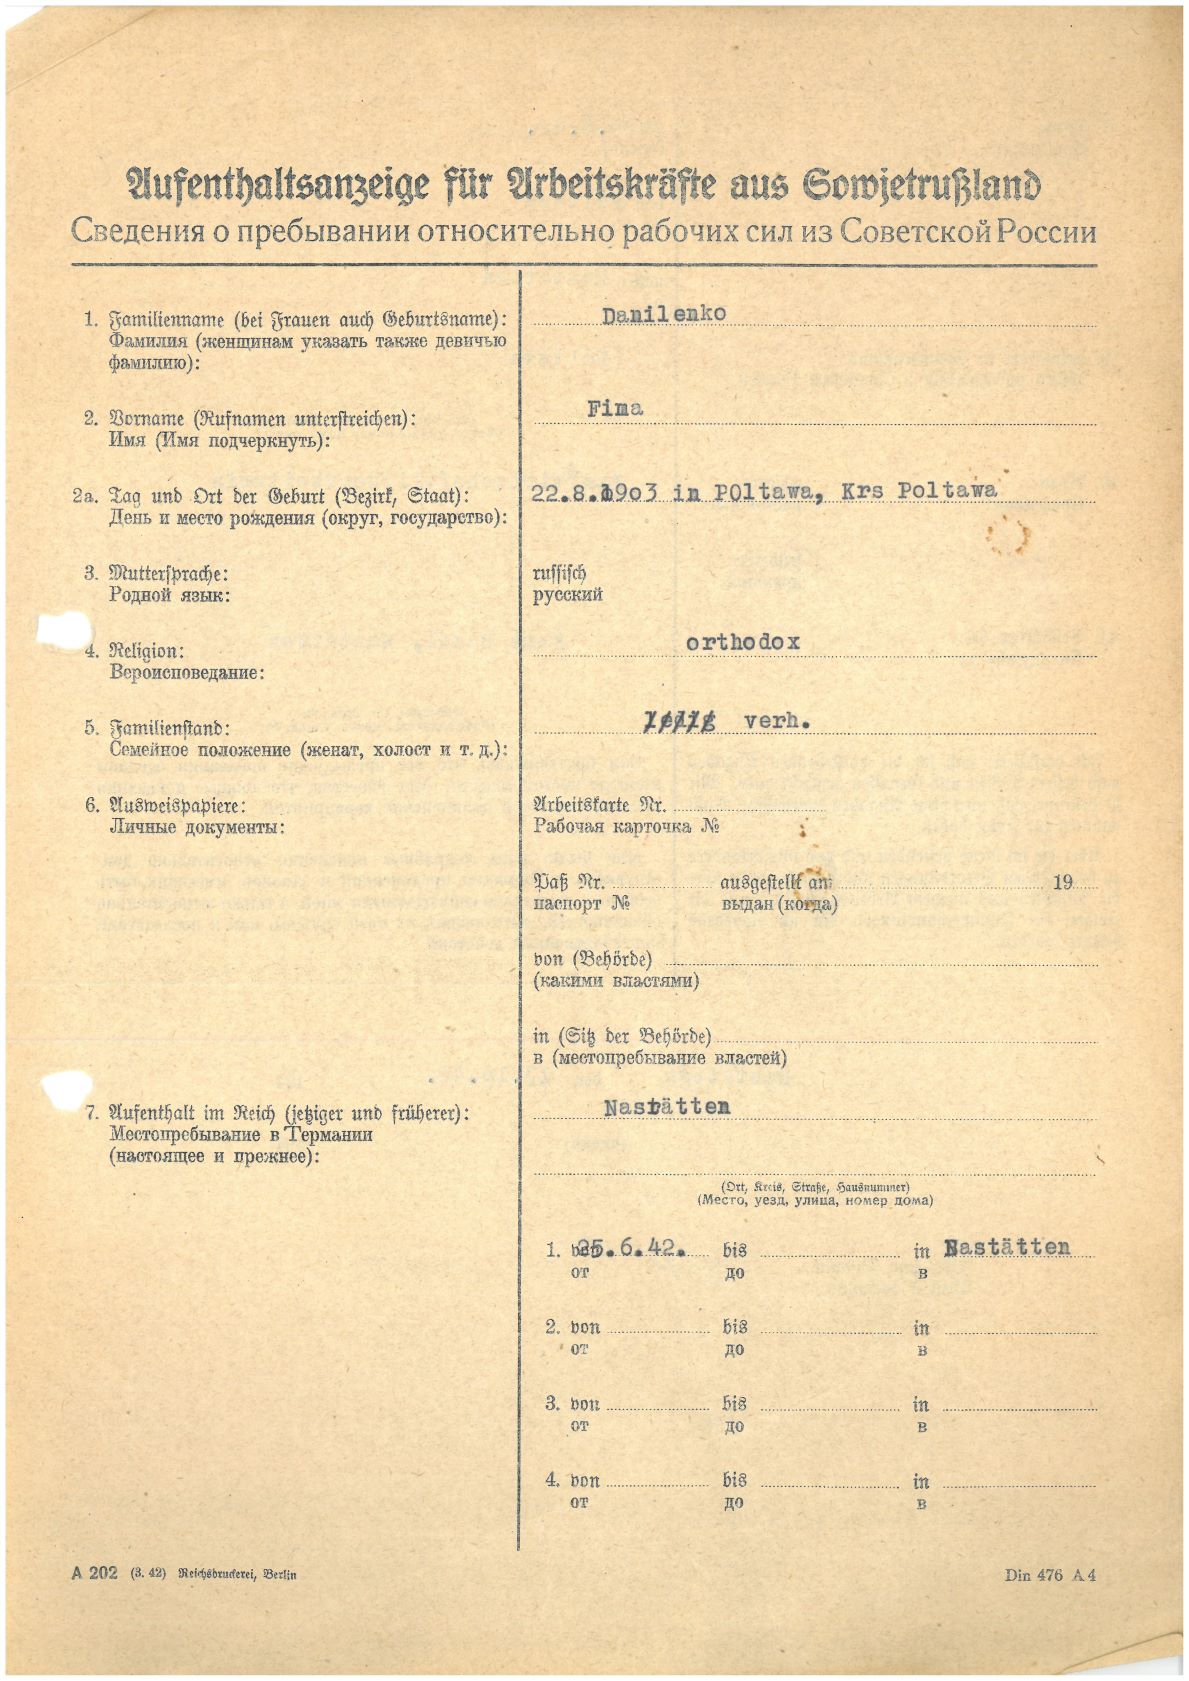 Aufenthaltsanzeige für Arbeitskräfte aus Sowjetrußland
Сведения о пребывании относительно рабочих сил из Советской России
1. Familienname (bei Frauen auch Geburtsname): Danilenko
Фамилия (женщинам указать также девичью
фамилию):
2. Vorname (Rufnamen unterstreichen): Fima
Имя (Имя подчеркнуть):
2a. Tag und Ort der Geburt (Bezirk, Staat): 22.8.19o3 in POltawa, Krs Poltawa
День и место рождения (округ, государство):
3. Muttersprache: russisch
Родной язык: русский
4. Religion: orthodox
Вероисповедание:
5. Familienstand: ledig verh.
Семейное положение (женат, холост и т. д.):
6. Ausweispapiere: Arbeitskarte Nr.
Личные документы: Рабочая карточка №
Paß Nr. ausgestellt am 19
паспорт № выдан (когда)
von (Behörde)
(какими властями)
in (Sitz der Behörde)
в (местопребывание властей)
7. Aufenthalt im Reich (jetziger und früherer): Nastätten
Местопребывание в Германии
(настоящее и прежнее):
(Ort, Kreis, Straße, Hausnummer)
(Место, уезд, улица, номер дома)
1. von 25.6.42. bis in Nastätten
от до в
2. von bis in
от до в
3. von bis in
от до в
4. von bis in
от до в
A 202 (3. 42) Reichsdruckerei, Berlin Din 476 A 4